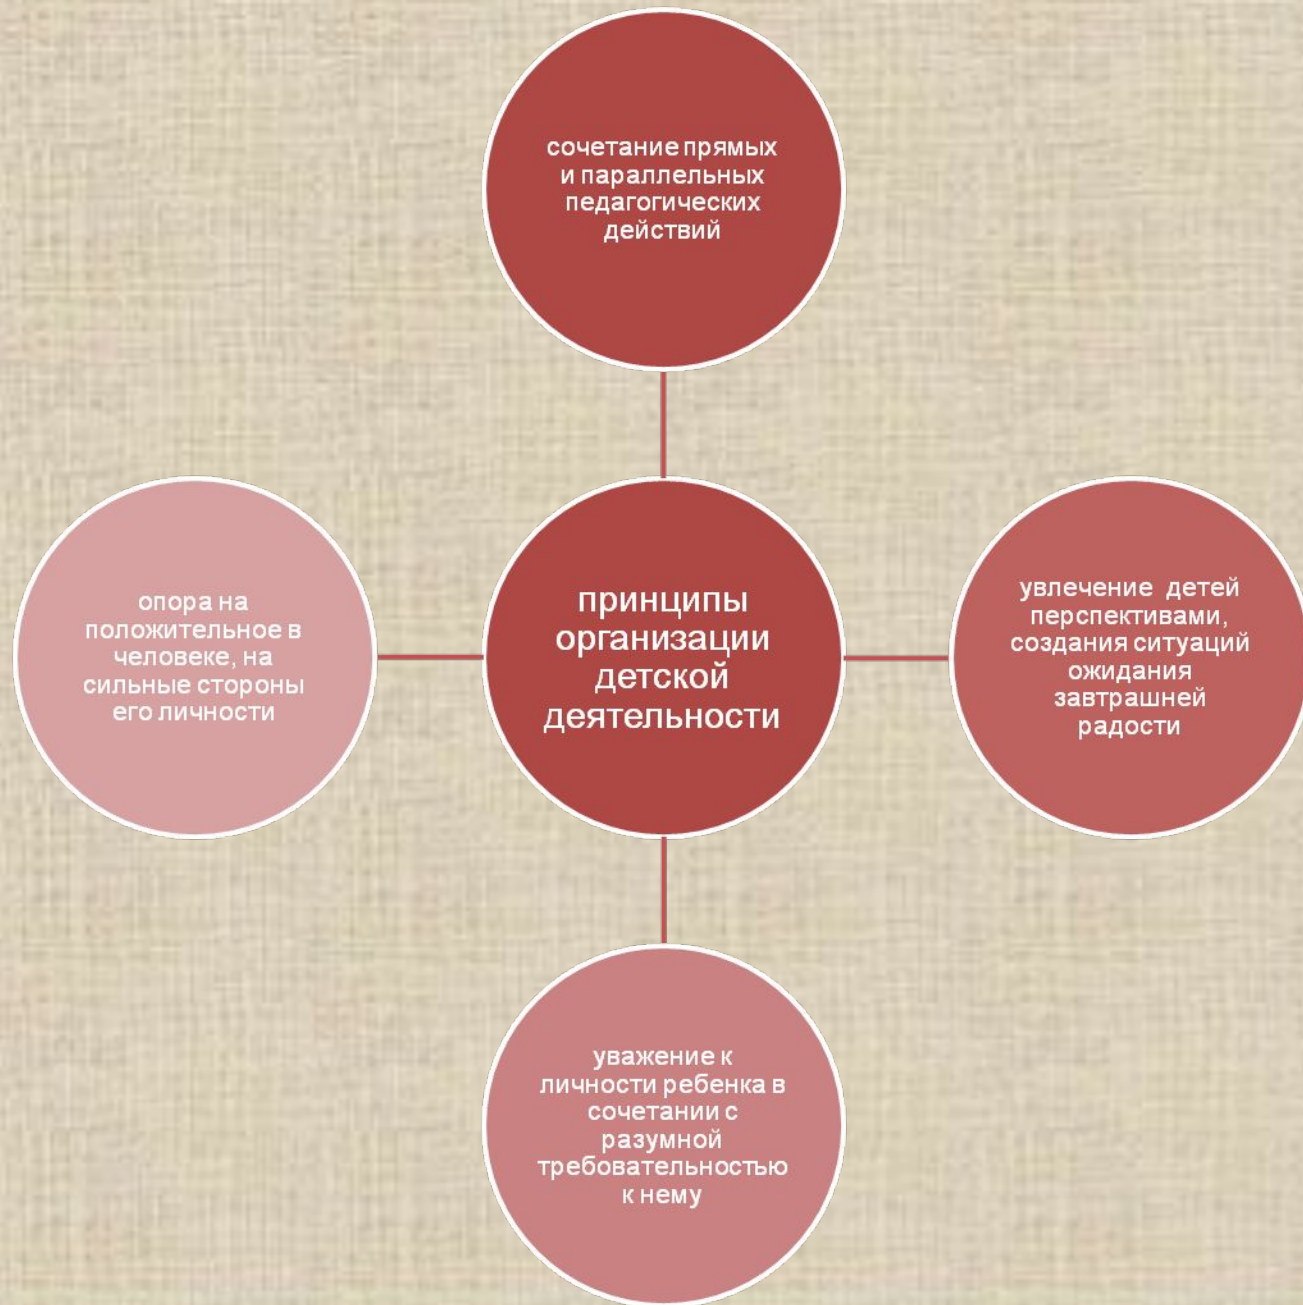 сочетание прямых
и параллельных
педагогических
действий
опора на
положительное в
человеке, на
сильные стороны
его личности
принципы
организации
детской
деятельности
увлечение детей
перспективами,
создания ситуаций
ожидания
завтрашней
радости
уважение к
личности ребенка в
сочетании с
разумной
требовательностью
к нему